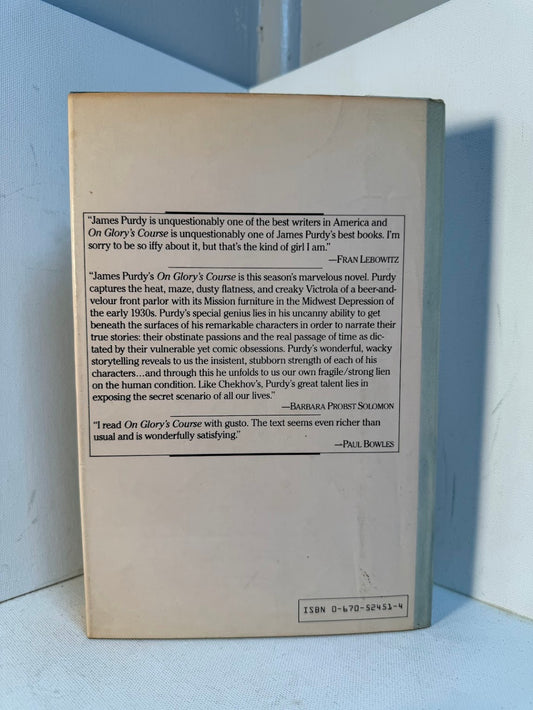 "James Purdy is unquestionably one of the best writers in America and
On Glory's Course is unquestionably one of James Purdy's best books. I'm
sorry to be so iffy about it, but that's the kind of girl I am."
—FRAN LEBOWITZ
"James Purdy's On Glory's Course is this season's marvelous novel. Purdy
captures the heat, maze, dusty flatness, and creaky Victrola of a beer-and-
velour front parlor with its Mission furniture in the Midwest Depression of
the early 1930s. Purdy's special genius lies in his uncanny ability to get
beneath the surfaces of his remarkable characters in order to narrate their
true stories: their obstinate passions and the real passage of time as dic-
tated by their vulnerable yet comic obsessions. Purdy's wonderful, wacky
storytelling reveals to us the insistent, stubborn strength of each of his
characters...and through this he unfolds to us our own fragile/strong lien
on the human condition. Like Chekhov's, Purdy's great talent lies in
exposing the secret scenario of all our lives."
—BARBARA PROBST SOLOMON
"I read On Glory's Course with gusto. The text seems even richer than
usual and is wonderfully satisfying."
—PAUL BOWLES
ISBN 0-670-52451-4